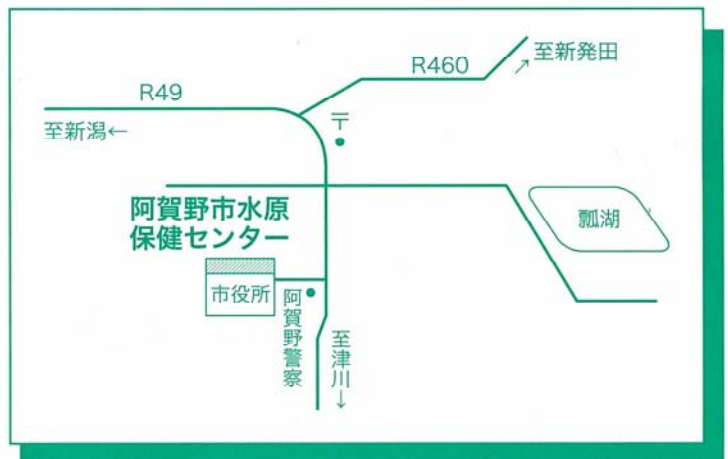 至新発田
R460
R49
〒
至新潟←
阿賀野市水原
保健センター
瓢湖
市役所
阿賀野警察
至津川→